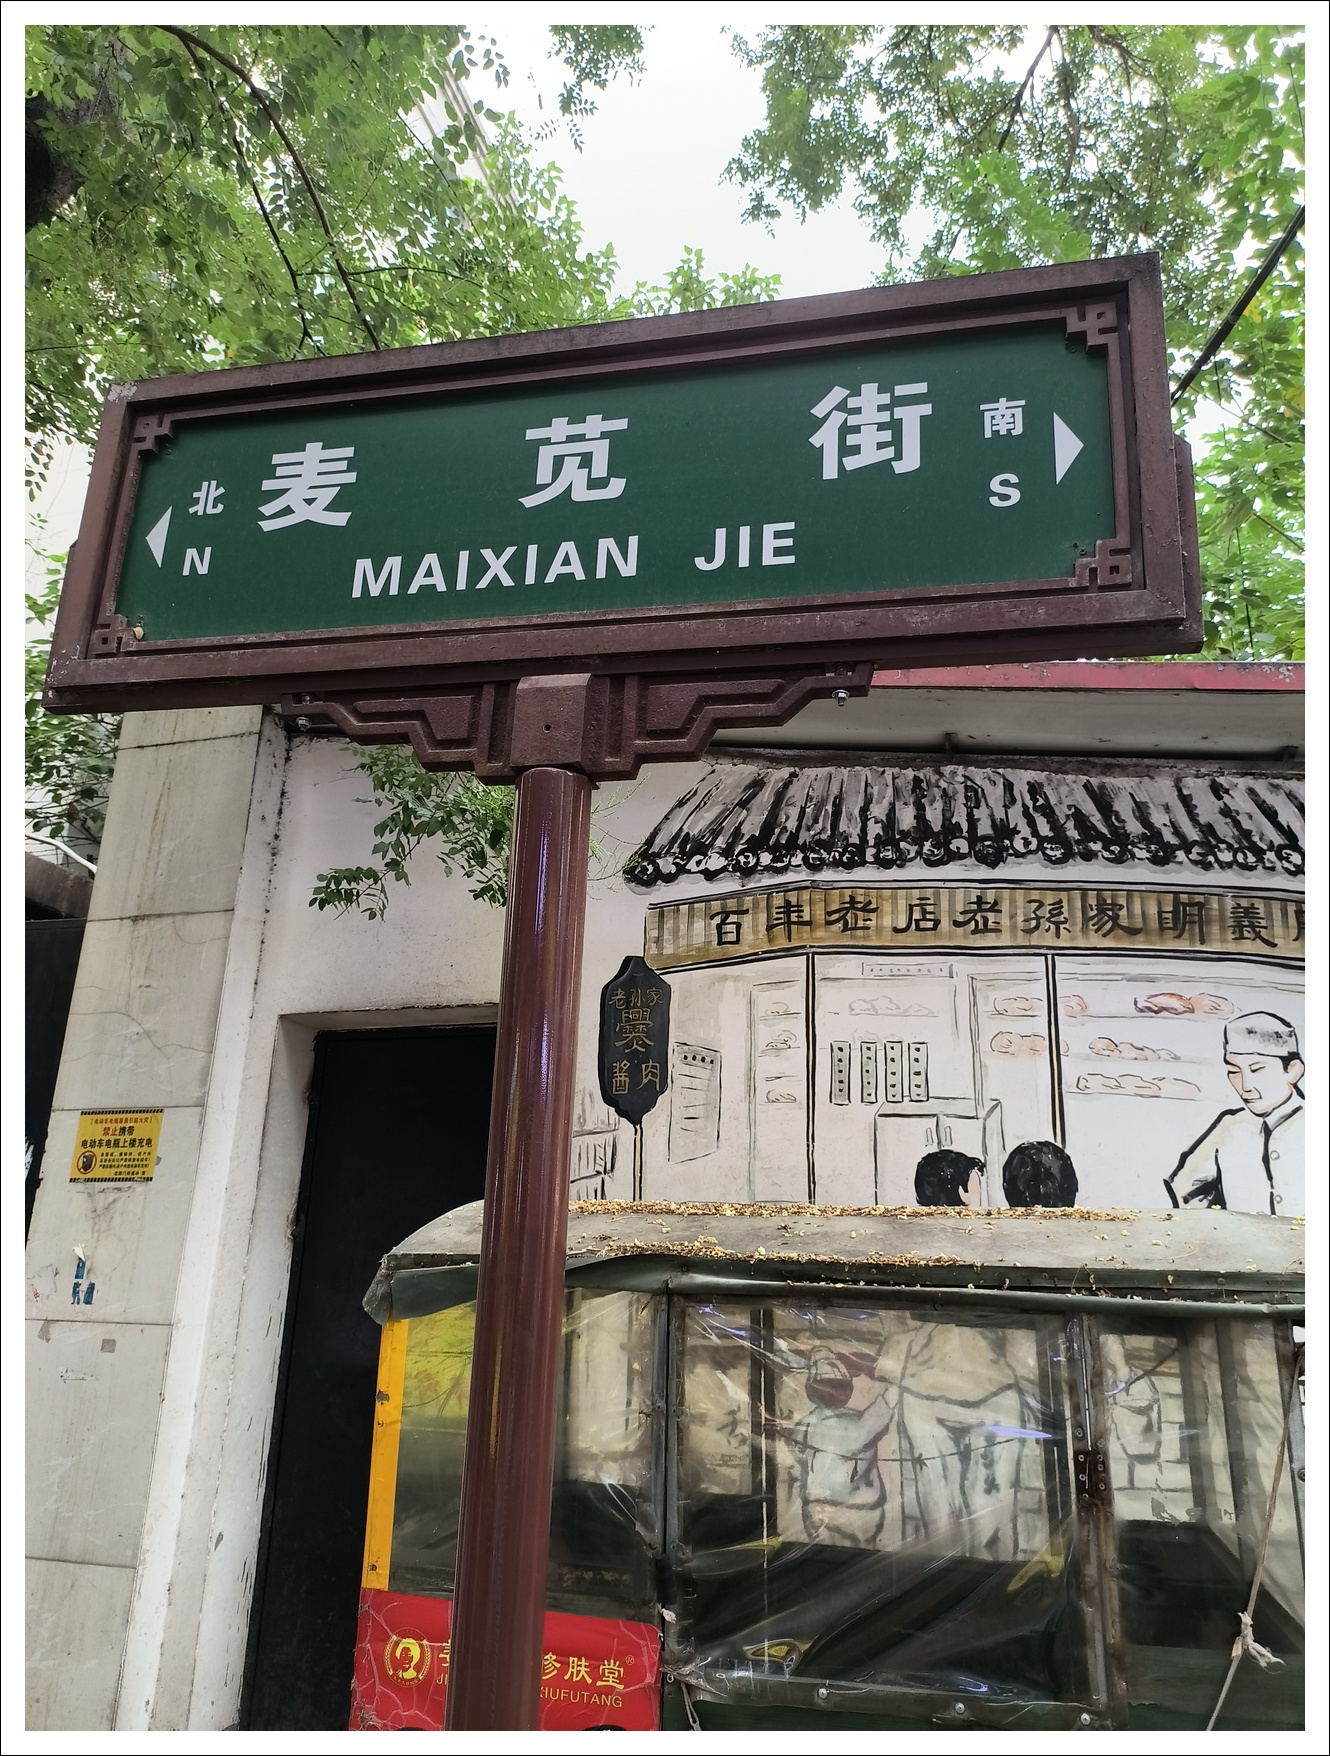 北 麦 苋 街 南
N MAIXIAN JIE S
百年老店老孫家明義
老孙家
爨
酱肉
禁止携带
电动车电瓶上楼充电
修肤堂®
XIUFUTANG